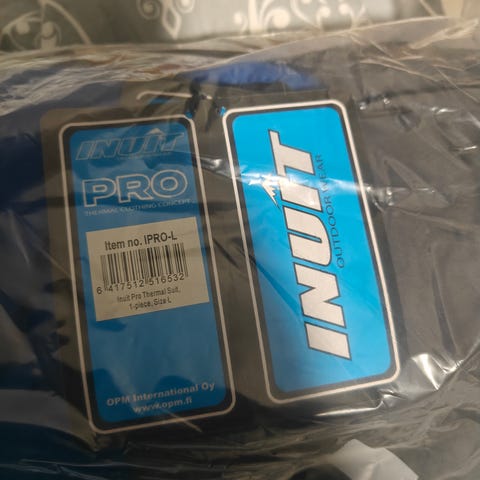 INUIT
PRO
THERMAL CLOTHING CONCEPT
Item no. IPRO-L
6 417512 516532
Inuit Pro Thermal Suit,
1-piece, Size L
OPM International Oy
www.opm.fi
INUIT
OUTDOOR WEAR